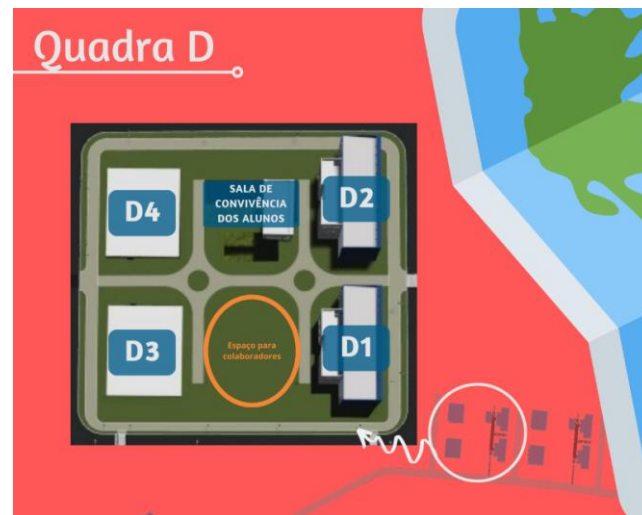 Quadra D
D4
SALA DE
CONVIVÊNCIA
DOS ALUNOS
D2
D3
Espaço para
colaboradores
D1